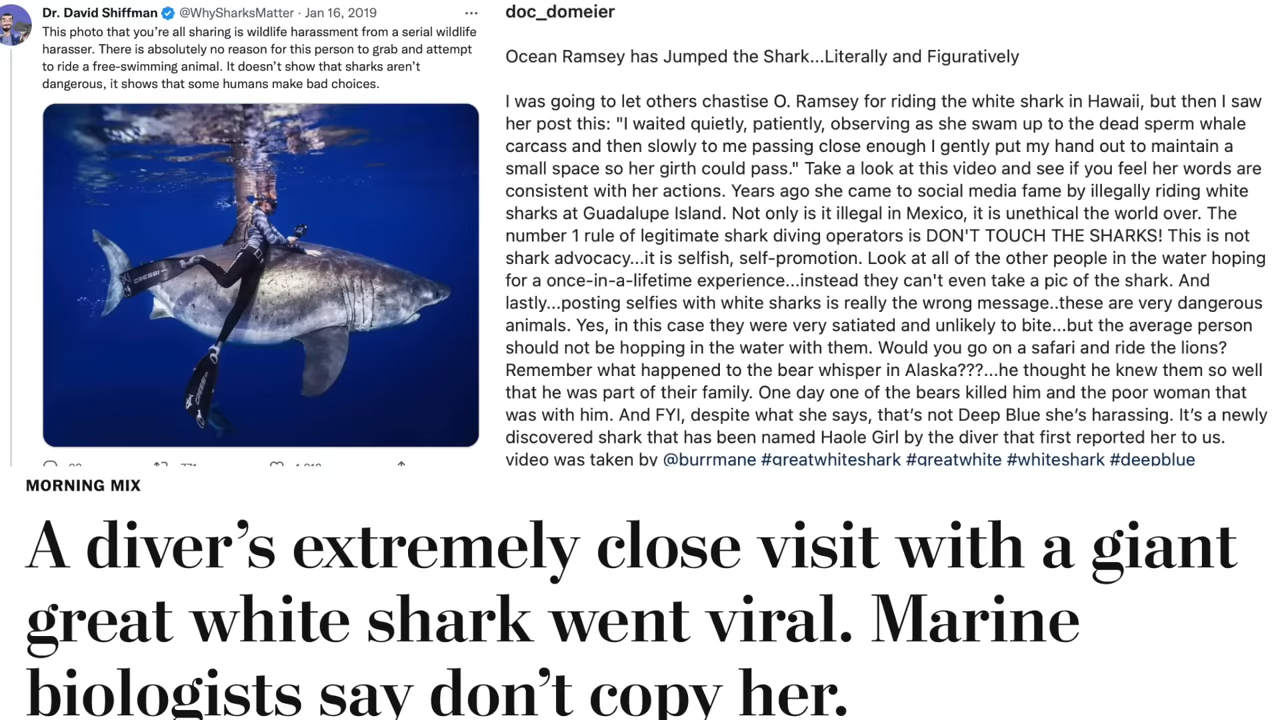 Dr. David Shiffman @WhySharksMatter · Jan 16, 2019
This photo that you're all sharing is wildlife harassment from a serial wildlife
harasser. There is absolutely no reason for this person to grab and attempt
to ride a free-swimming animal. It doesn't show that sharks aren't
dangerous, it shows that some humans make bad choices.
CRESSI
CRESSI
doc_domeier
Ocean Ramsey has Jumped the Shark...Literally and Figuratively
I was going to let others chastise O. Ramsey for riding the white shark in Hawaii, but then I saw
her post this: "I waited quietly, patiently, observing as she swam up to the dead sperm whale
carcass and then slowly to me passing close enough I gently put my hand out to maintain a
small space so her girth could pass." Take a look at this video and see if you feel her words are
consistent with her actions. Years ago she came to social media fame by illegally riding white
sharks at Guadalupe Island. Not only is it illegal in Mexico, it is unethical the world over. The
number 1 rule of legitimate shark diving operators is DON'T TOUCH THE SHARKS! This is not
shark advocacy...it is selfish, self-promotion. Look at all of the other people in the water hoping
for a once-in-a-lifetime experience...instead they can't even take a pic of the shark. And
lastly...posting selfies with white sharks is really the wrong message..these are very dangerous
animals. Yes, in this case they were very satiated and unlikely to bite...but the average person
should not be hopping in the water with them. Would you go on a safari and ride the lions?
Remember what happened to the bear whisper in Alaska???...he thought he knew them so well
that he was part of their family. One day one of the bears killed him and the poor woman that
was with him. And FYI, despite what she says, that's not Deep Blue she's harassing. It's a newly
discovered shark that has been named Haole Girl by the diver that first reported her to us.
video was taken by @burrmane #greatwhiteshark #greatwhite #whiteshark #deepblue
MORNING MIX
A diver's extremely close visit with a giant
great white shark went viral. Marine
biologists say don't copy her.